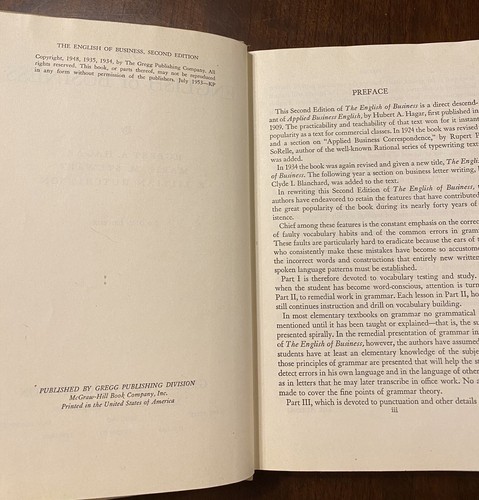 THE ENGLISH OF BUSINESS, SECOND EDITION
Copyright, 1948, 1935, 1934, by The Gregg Publishing Company. All
rights reserved. This book, or parts thereof, may not be reproduced
in any form without permission of the publishers. July 1953—KP
PUBLISHED BY GREGG PUBLISHING DIVISION
McGraw-Hill Book Company, Inc.
Printed in the United States of America
PREFACE
This Second Edition of The English of Business is a direct descend-
ant of Applied Business English, by Hubert A. Hagar, first published in
1909. The practicability and teachability of that text won for it instant
popularity as a text for commercial classes. In 1924 the book was revised
and a section on "Applied Business Correspondence," by Rupert P.
SoRelle, author of the well-known Rational series of typewriting text
was added.
In 1934 the book was again revised and given a new title, The Engli
of Business. The following year a section on business letter writing, b
Clyde I. Blanchard, was added to the text.
In rewriting this Second Edition of The English of Business,
authors have endeavored to retain the features that have contributed
the great popularity of the book during its nearly forty years of
istence.
Chief among these features is the constant emphasis on the correc
of faulty vocabulary habits and of the common errors in gram
These faults are particularly hard to eradicate because the ears of t
who consistently make these mistakes have become so accustome
the incorrect words and constructions that entirely new written
spoken language patterns must be established.
Part I is therefore devoted to vocabulary testing and study.
when the student has become word-conscious, attention is turn
Part II, to remedial work in grammar. Each lesson in Part II, ho
still continues instruction and drill on vocabulary building.
In most elementary textbooks on grammar no grammatical
mentioned until it has been taught or explained—that is, the su
presented spirally. In the remedial presentation of grammar in
of The English of Business, however, the authors have assumed
students have at least an elementary knowledge of the subje
those principles of grammar are presented that will help the stu
detect errors in his own language and in the language of other
as in letters that he may later transcribe in office work. No a
made to cover the fine points of grammar theory.
Part III, which is devoted to punctuation and other details
iii